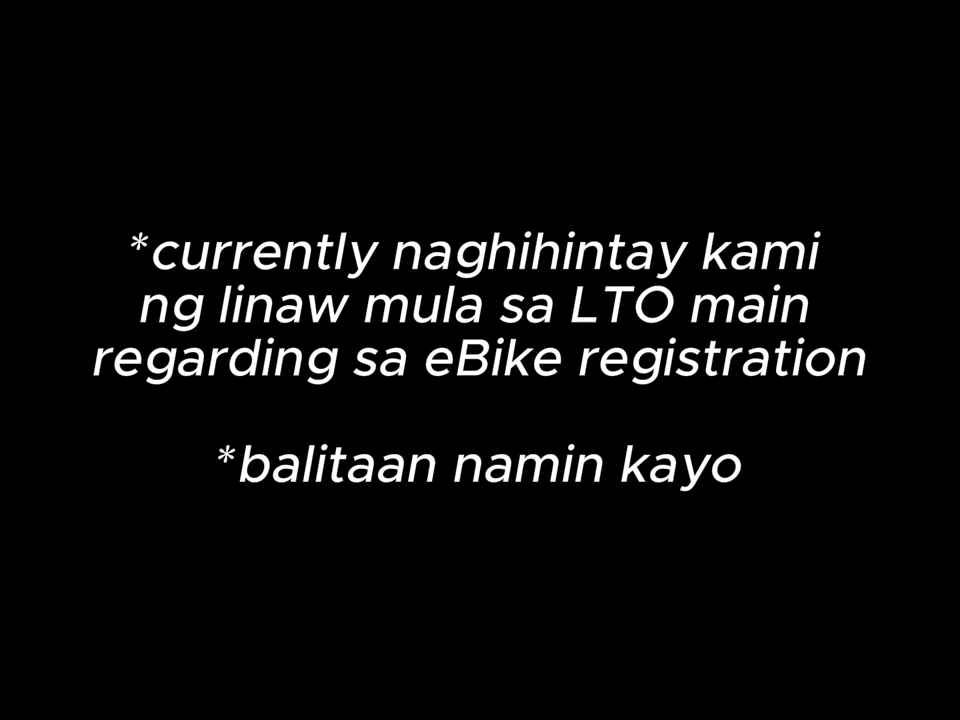 *currently naghihintay kami
ng linaw mula sa LTO main
regarding sa eBike registration
*balitaan namin kayo